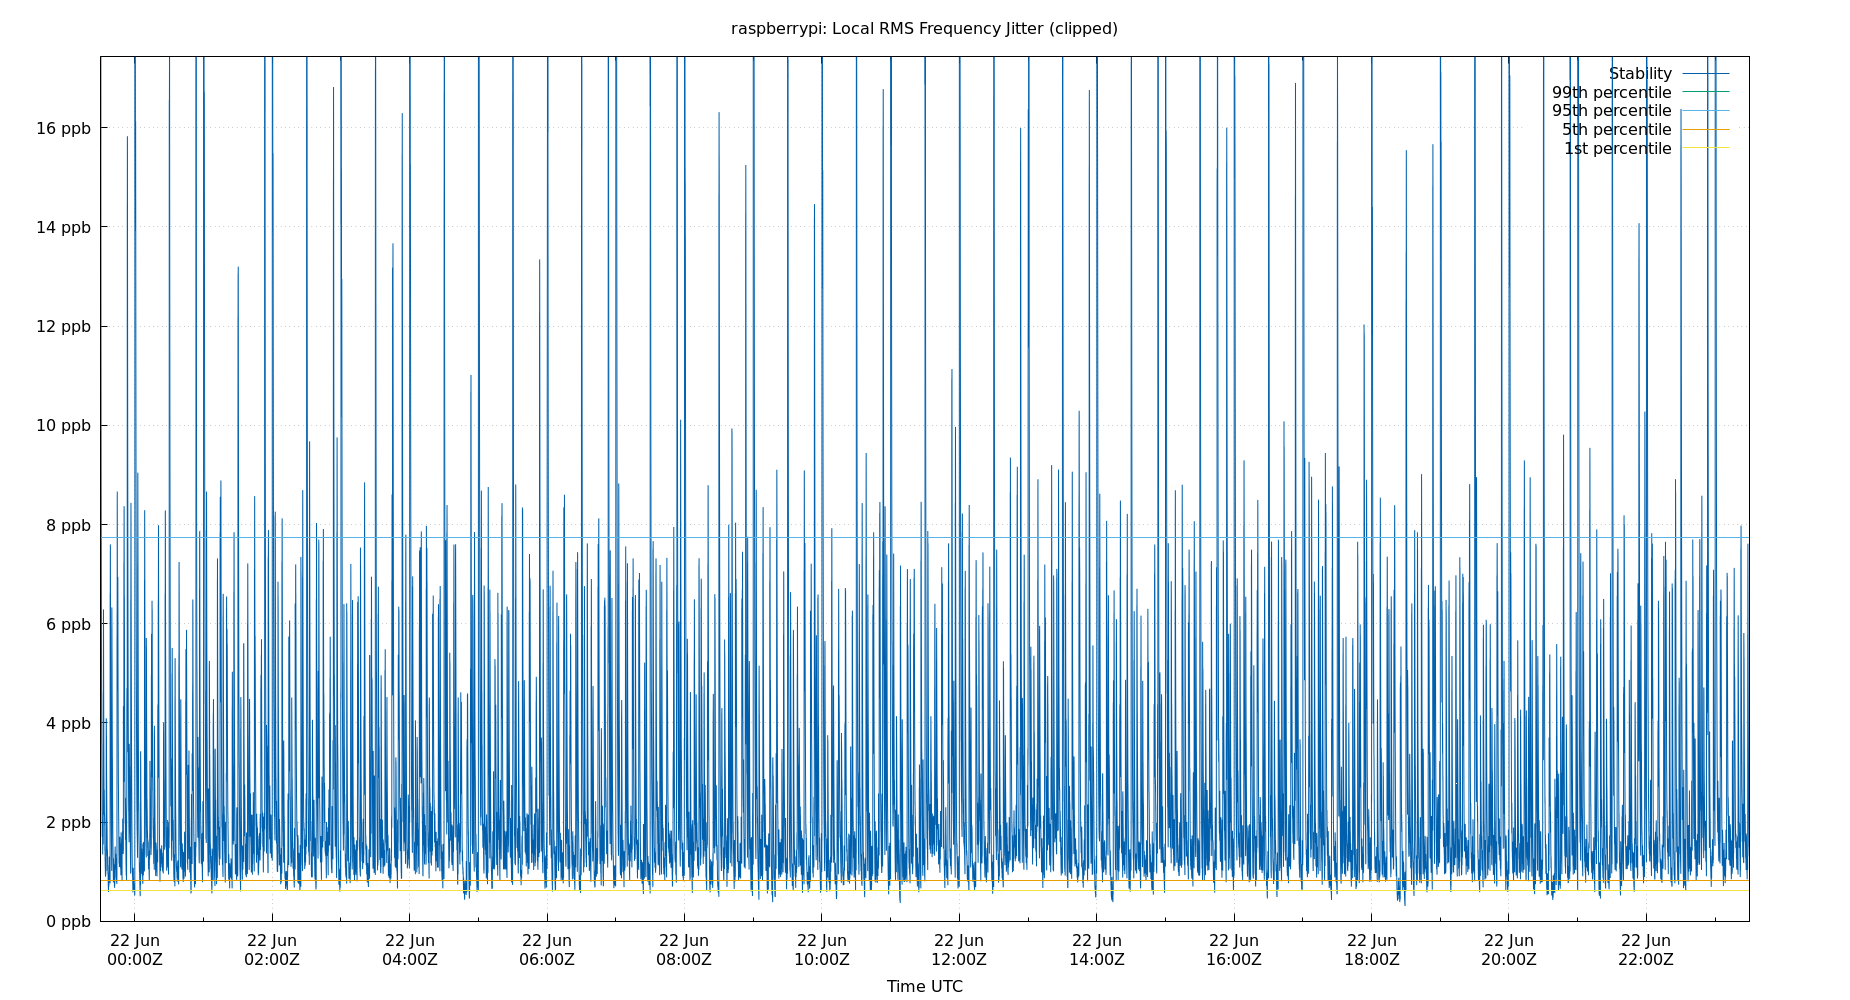 raspberrypi: Local RMS Frequency Jitter (clipped)
Stability
99th percentile
95th percentile
5th percentile
1st percentile
16 ppb
14 ppb
12 ppb
10 ppb
8 ppb
6 ppb
4 ppb
2 ppb
0 ppb
22 Jun 22 Jun 22 Jun 22 Jun 22 Jun 22 Jun 22 Jun 22 Jun 22 Jun 22 Jun 22 Jun 22 Jun
00:00Z 02:00Z 04:00Z 06:00Z 08:00Z 10:00Z 12:00Z 14:00Z 16:00Z 18:00Z 20:00Z 22:00Z
Time UTC